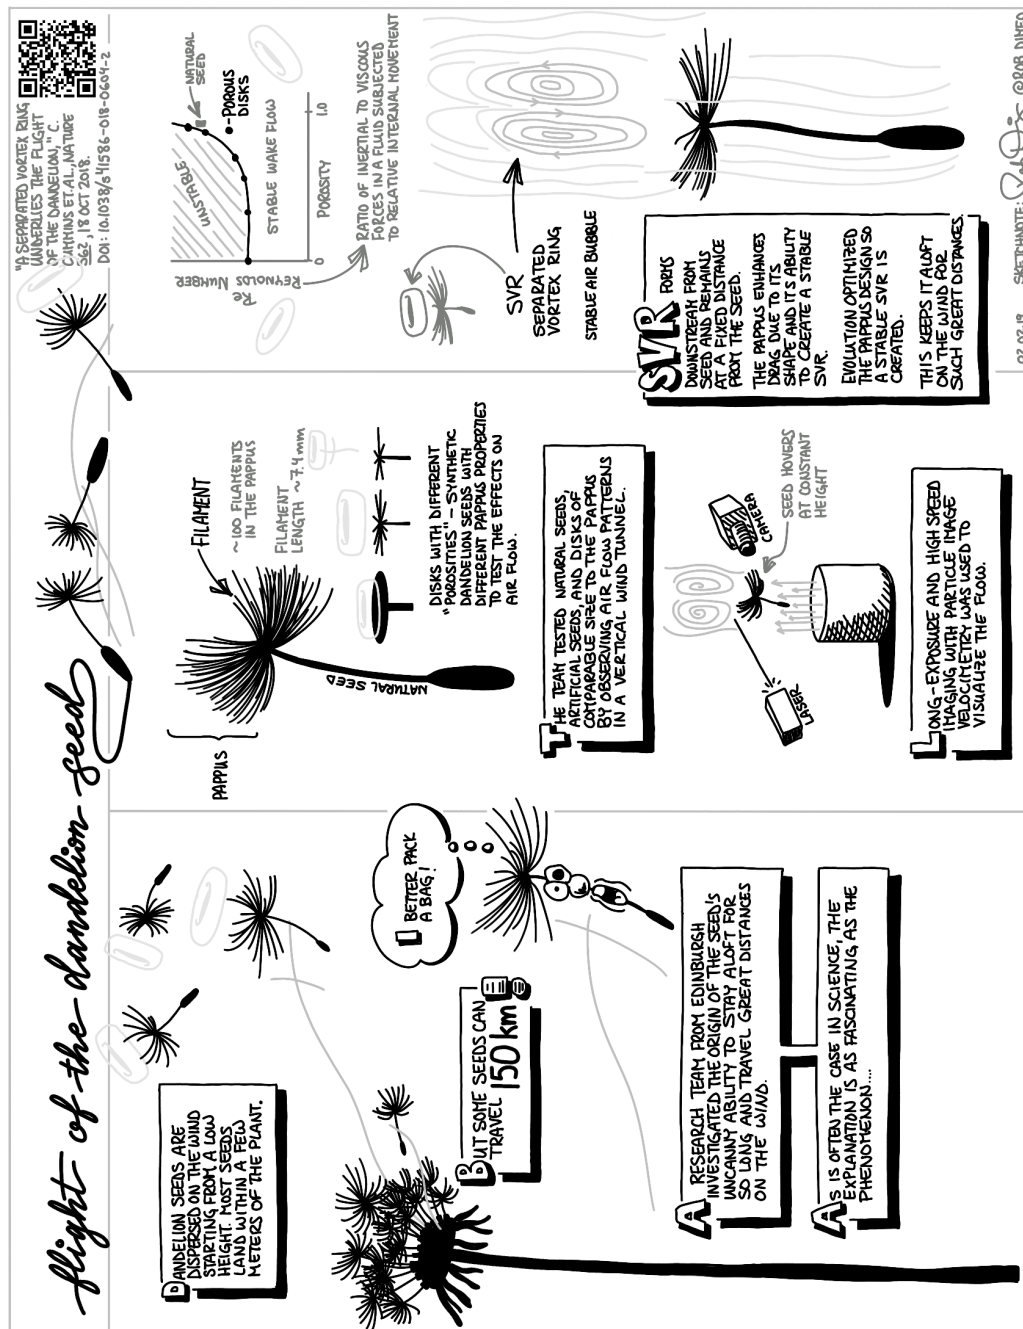 flight of the dandelion seed
DANDELION SEEDS ARE
DISPERSED ON THE WIND
STARTING FROM A LOW
HEIGHT. MOST SEEDS
LAND WITHIN A FEW
METERS OF THE PLANT.
I BETTER PACK
A BAG!
BUT SOME SEEDS CAN
TRAVEL 150 km!
A RESEARCH TEAM FROM EDINBURGH
INVESTIGATED THE ORIGIN OF THE SEED'S
UNCANNY ABILITY TO STAY ALOFT FOR
SO LONG AND TRAVEL GREAT DISTANCES
ON THE WIND.
AS IS OFTEN THE CASE IN SCIENCE, THE
EXPLANATION IS AS FASCINATING AS THE
PHENOMENON....
PAPPUS
FILAMENT
~100 FILAMENTS
IN THE PAPPUS
FILAMENT
LENGTH ~7.4mm
NATURAL SEED
DISKS WITH DIFFERENT
"POROSITIES" - SYNTHETIC
DANDELION SEEDS WITH
DIFFERENT PAPPUS PROPERTIES
TO TEST THE EFFECTS ON
AIR FLOW.
THE TEAM TESTED NATURAL SEEDS,
ARTIFICIAL SEEDS, AND DISKS OF
COMPARABLE SIZE TO THE PAPPUS
BY OBSERVING AIR FLOW PATTERNS
IN A VERTICAL WIND TUNNEL.
CAMERA
SEED HOVERS
AT CONSTANT
HEIGHT
LASER
LONG-EXPOSURE AND HIGH SPEED
IMAGING WITH PARTICLE IMAGE
VELOCIMETRY WAS USED TO
VISUALIZE THE FLOW.
"A SEPARATED VORTEX RING
UNDERLIES THE FLIGHT
OF THE DANDELION," C.
CUMMINS ET.AL., NATURE
562, 18 OCT 2018.
DOI: 10.1038/s41586-018-0604-2
NATURAL
SEED
-POROUS
DISKS
UNSTABLE
STABLE WAKE FLOW
Re
REYNOLDS NUMBER
0
1.0
POROSITY
RATIO OF INERTIAL TO VISCOUS
FORCES IN A FLUID SUBJECTED
TO RELATIVE INTERNAL MOVEMENT
SVR
SEPARATED
VORTEX RING
STABLE AIR BUBBLE
SVR FORMS
DOWNSTREAM FROM
SEED AND REMAINS
AT A FIXED DISTANCE
FROM THE SEED.
THE PAPPUS ENHANCES
DRAG DUE TO ITS
SHAPE AND ITS ABILITY
TO CREATE A STABLE
SVR.
EVOLUTION OPTIMIZED
THE PAPPUS DESIGN SO
A STABLE SVR IS
CREATED.
THIS KEEPS IT ALOFT
ON THE WIND FOR
SUCH GREAT DISTANCES.
02.02.19 SKETCHNOTE: @ROB DIMEO